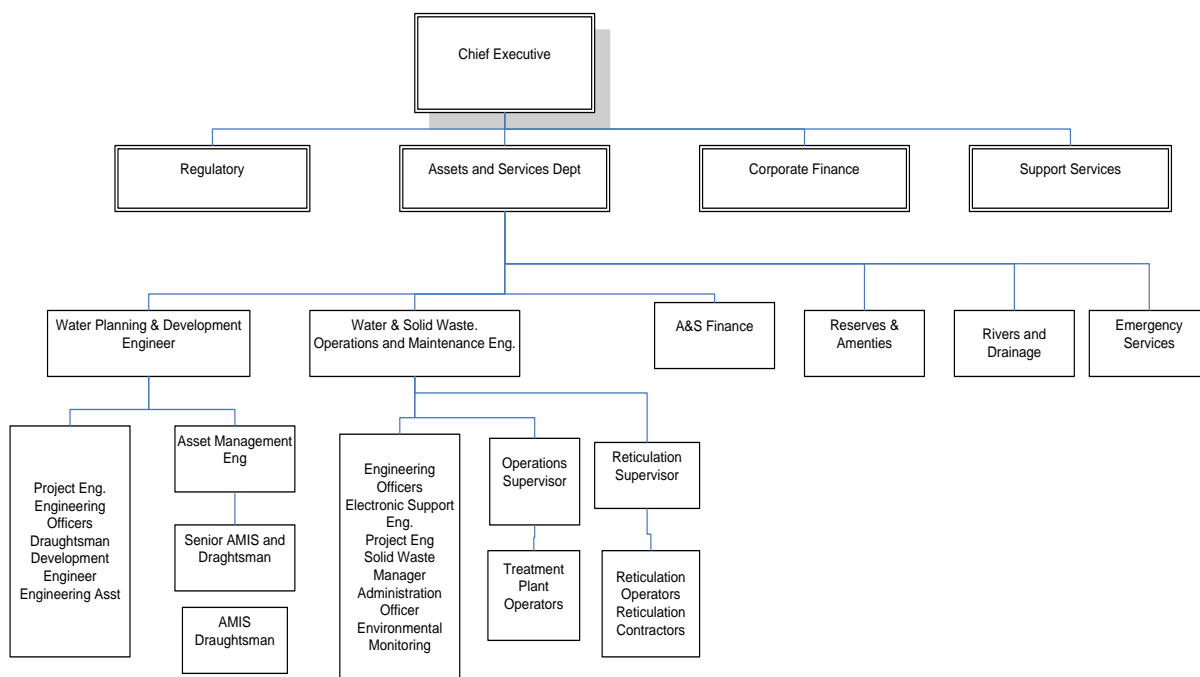 Chief Executive
Regulatory
Assets and Services Dept
Corporate Finance
Support Services
Water Planning & Development
Engineer
Water & Solid Waste.
Operations and Maintenance Eng.
A&S Finance
Reserves &
Amenties
Rivers and
Drainage
Emergency
Services
Project Eng.
Engineering
Officers
Draughtsman
Development
Engineer
Engineering Asst
Asset Management
Eng
Senior AMIS and
Draghtsman
AMIS
Draughtsman
Engineering
Officers
Electronic Support
Eng.
Project Eng
Solid Waste
Manager
Administration
Officer
Environmental
Monitoring
Operations
Supervisor
Treatment
Plant
Operators
Reticulation
Supervisor
Reticulation
Operators
Reticulation
Contractors